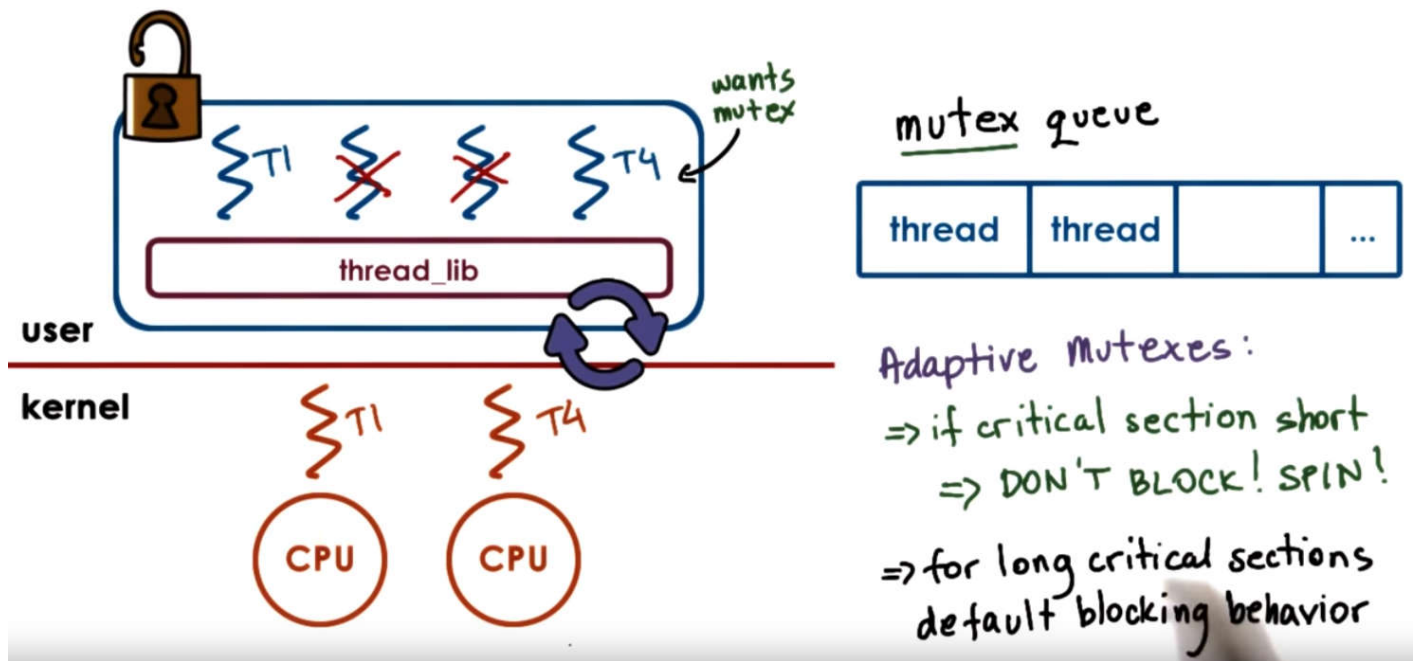 wants
mutex
T1
T4
thread_lib
user
kernel
T1
T4
CPU
CPU
mutex queue
thread
thread
...
Adaptive Mutexes:
=> if critical section short
=> DON'T BLOCK! SPIN!
=> for long critical sections
default blocking behavior